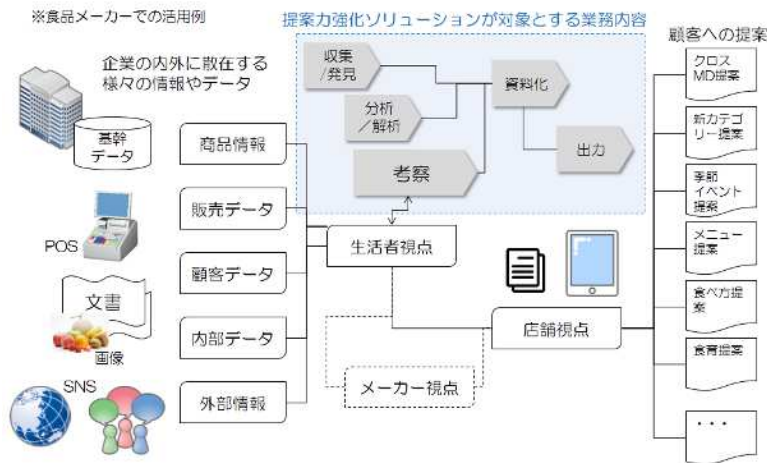 ※食品メーカーでの活用例
提案力強化ソリューションが対象とする業務内容
顧客への提案
企業の内外に散在する
様々の情報やデータ
基幹
データ
POS
文書
画像
SNS
商品情報
販売データ
顧客データ
内部データ
外部情報
収集
/発見
分析
/解析
考察
資料化
出力
生活者視点
メーカー視点
店舗視点
クロス
MD提案
新カテゴ
リー提案
季節
イベント
提案
メニュー
提案
食べ方提
案
食育提案
・・・